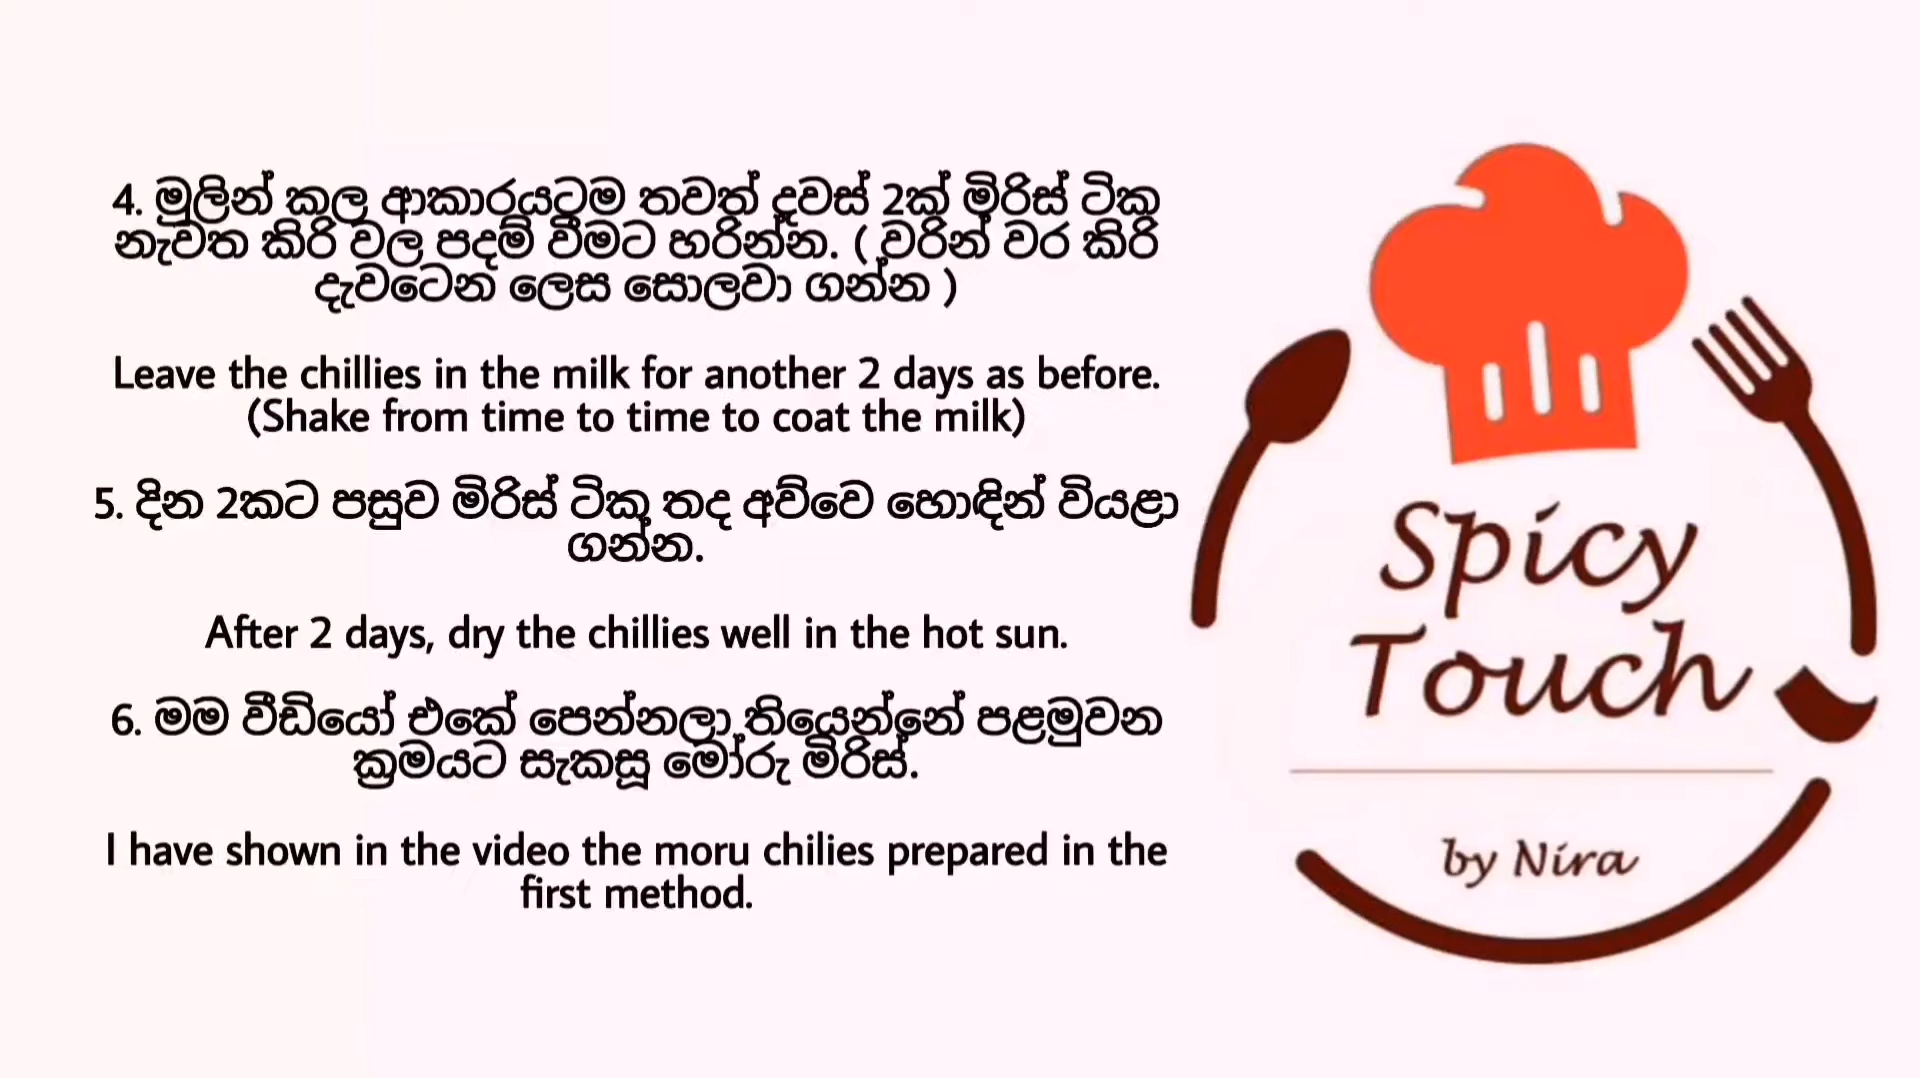 4. මුලින් කල ආකාරයටම තවත් දවස් 2ක් මිරිස් ටික
නැවත කිරි වල පදම් වීමට හරින්න. ( වරින් වර කිරි
දැවටෙන ලෙස සොලවා ගන්න )
Leave the chillies in the milk for another 2 days as before.
(Shake from time to time to coat the milk)
5. දින 2කට පසුව මිරිස් ටික තද අව්වෙ හොඳින් වියළා
ගන්න.
After 2 days, dry the chillies well in the hot sun.
6. මම වීඩියෝ එකේ පෙන්නලා තියෙන්නේ පළමුවන
ක්‍රමයට සැකසූ මෝරු මිරිස්.
I have shown in the video the moru chilies prepared in the
first method.
Spicy
Touch
by Nira